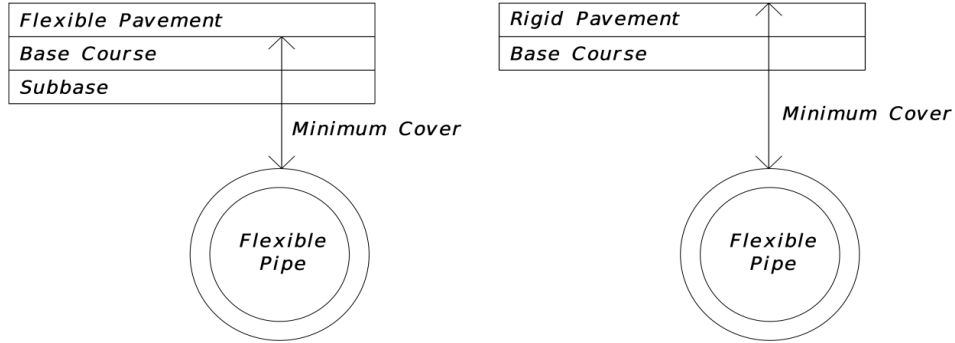 Flexible Pavement
Base Course
Subbase
Minimum Cover
Flexible
Pipe
Rigid Pavement
Base Course
Minimum Cover
Flexible
Pipe